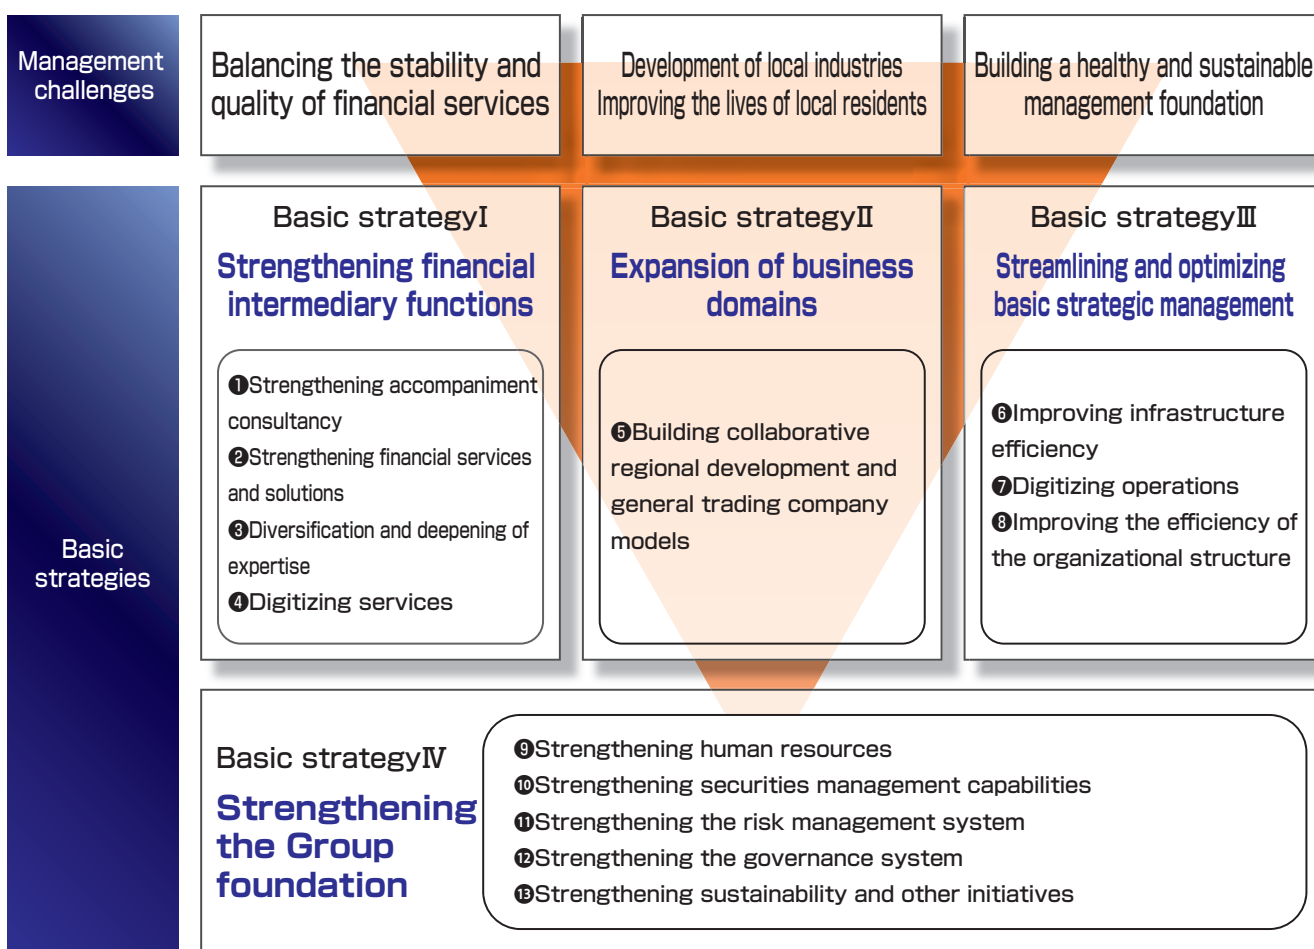 Management
challenges
Balancing the stability and
quality of financial services
Development of local industries
Improving the lives of local residents
Building a healthy and sustainable
management foundation
Basic
strategies
Basic strategyⅠ
Strengthening financial
intermediary functions
❶Strengthening accompaniment
consultancy
❷Strengthening financial services
and solutions
❸Diversification and deepening of
expertise
❹Digitizing services
Basic strategyⅡ
Expansion of business
domains
❺Building collaborative
regional development and
general trading company
models
Basic strategyⅢ
Streamlining and optimizing
basic strategic management
❻Improving infrastructure
efficiency
❼Digitizing operations
❽Improving the efficiency of
the organizational structure
Basic strategyⅣ
Strengthening
the Group
foundation
❾Strengthening human resources
❿Strengthening securities management capabilities
⓫Strengthening the risk management system
⓬Strengthening the governance system
⓭Strengthening sustainability and other initiatives